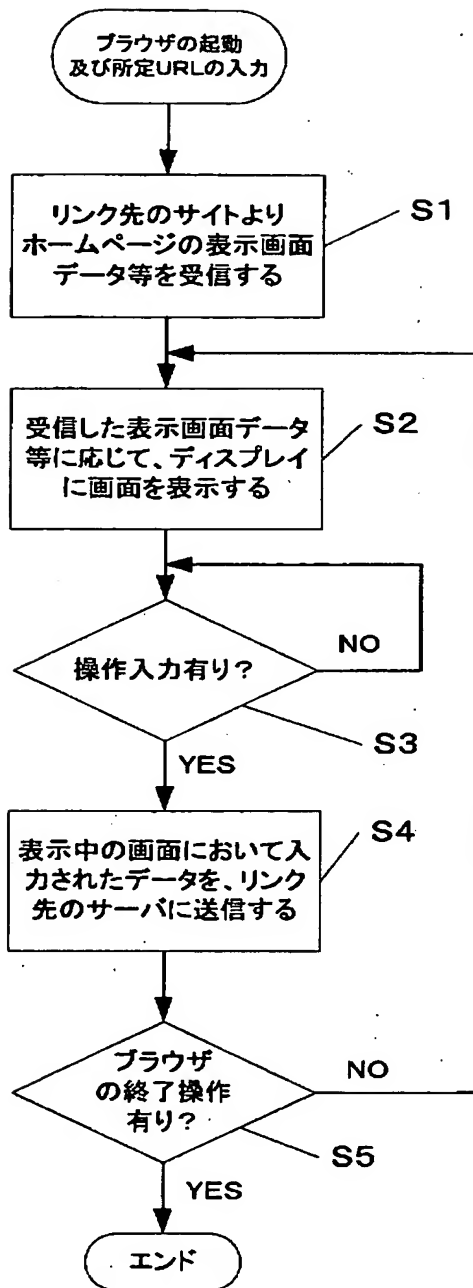 ブラウザの起動
及び所定URLの入力
リンク先のサイトより
ホームページの表示画面
データ等を受信する
S1
受信した表示画面データ
等に応じて、ディスプレイ
に画面を表示する
S2
操作入力有り？
NO
S3
YES
表示中の画面において入
力されたデータを、リンク
先のサーバに送信する
S4
ブラウザ
の終了操作
有り？
NO
S5
YES
エンド